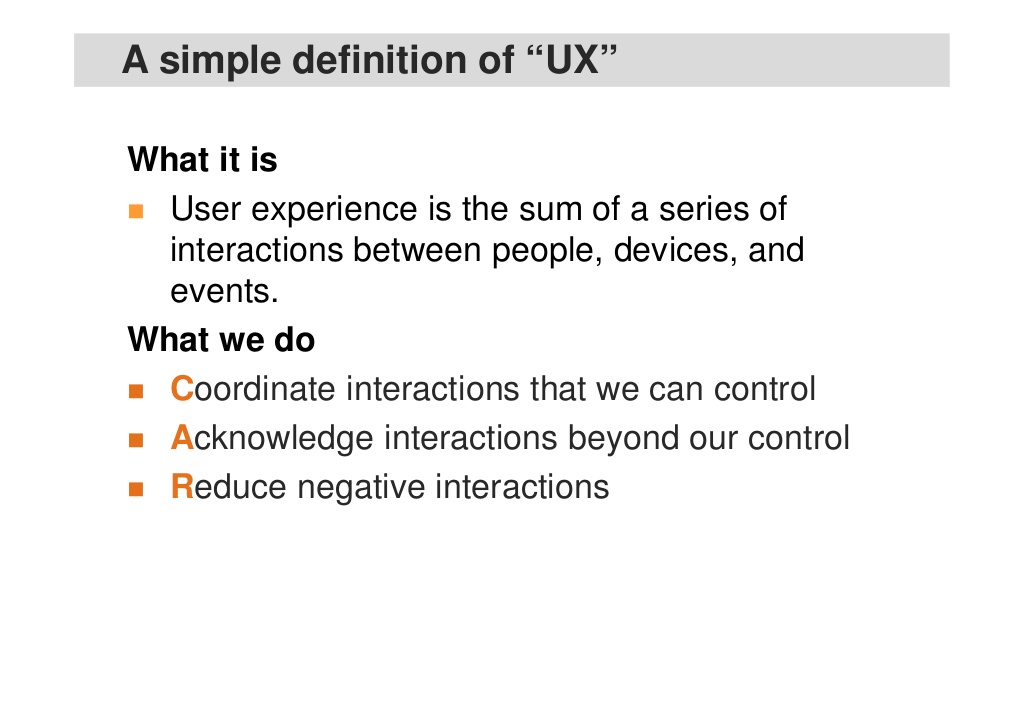 A simple definition of “UX”
What it is
User experience is the sum of a series of
interactions between people, devices, and
events.
What we do
Coordinate interactions that we can control
Acknowledge interactions beyond our control
Reduce negative interactions